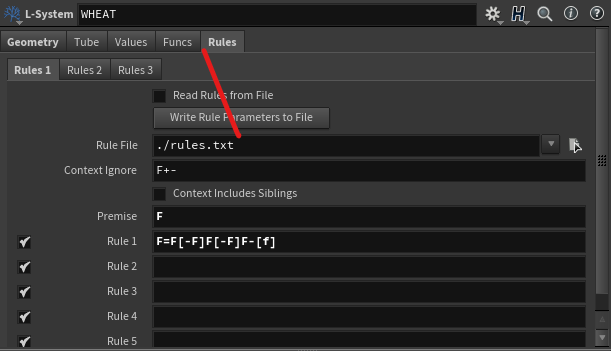 L-System WHEAT
Geometry Tube Values Funcs Rules
Rules 1 Rules 2 Rules 3
Read Rules from File
Write Rule Parameters to File
Rule File ./rules.txt
Context Ignore F+-
Context Includes Siblings
Premise F
Rule 1 F=F[-F]F[-F]F-[f]
Rule 2
Rule 3
Rule 4
Rule 5